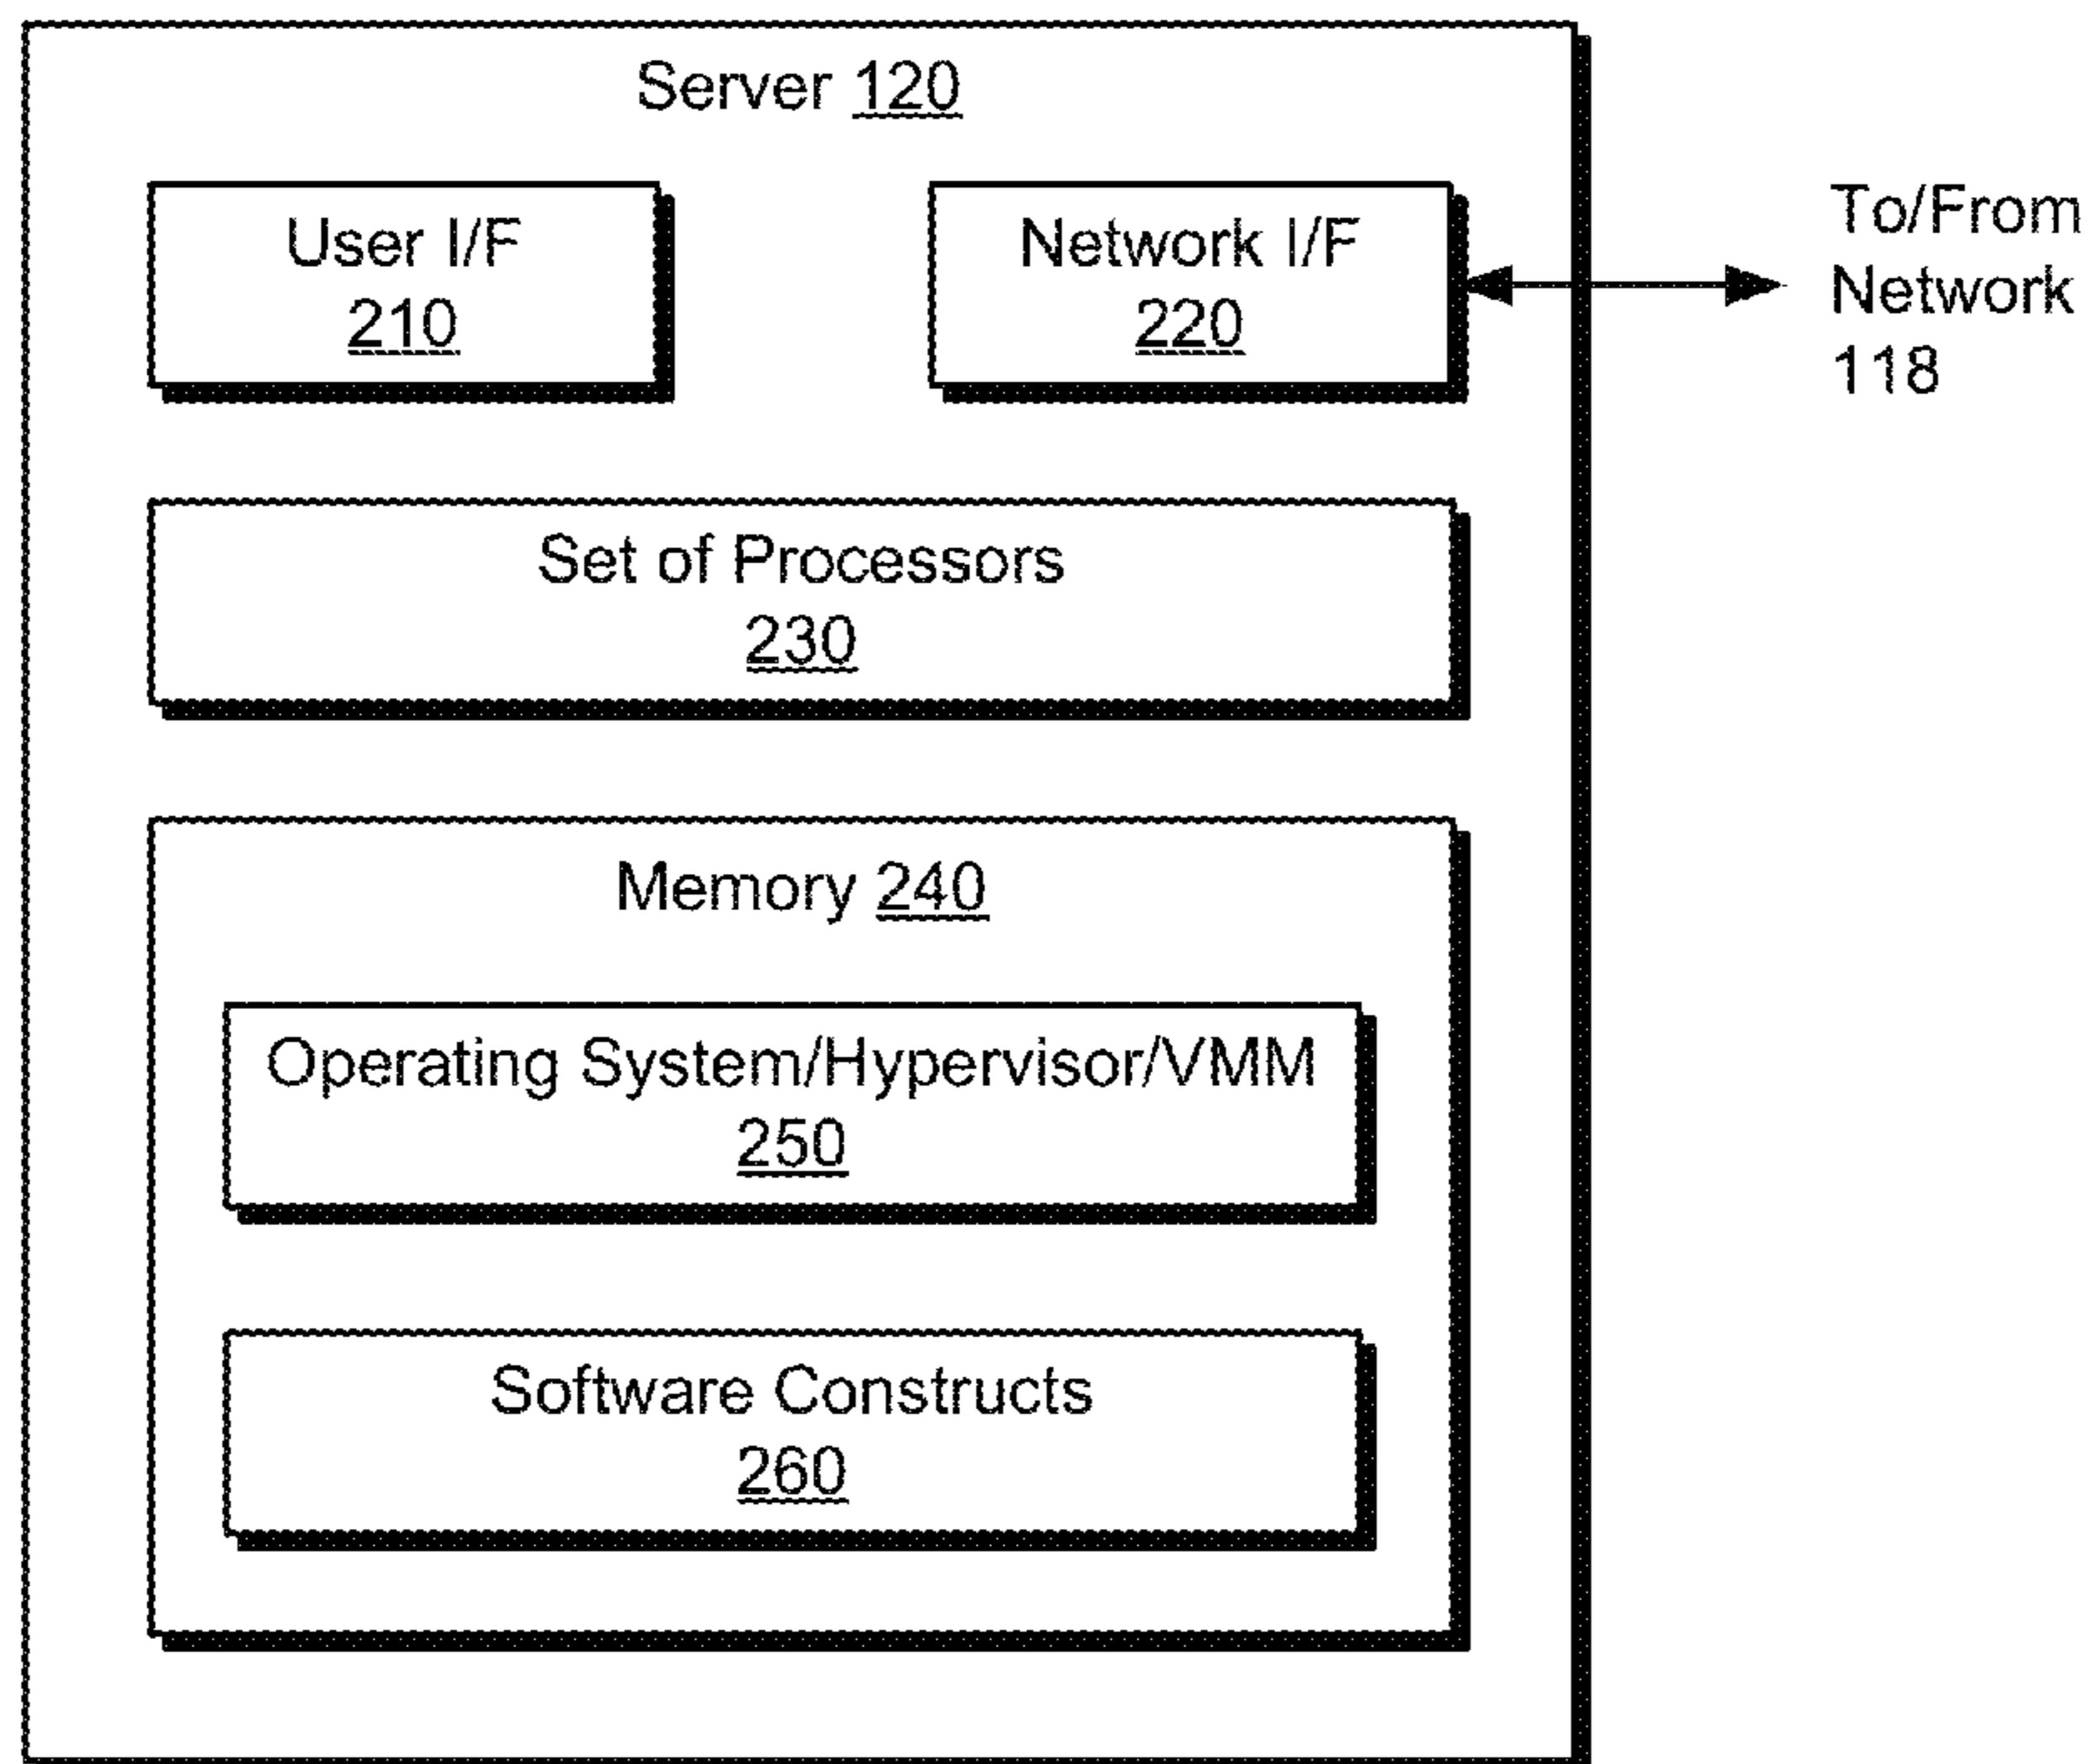 Server 120
User I/F
210
Network I/F
220
To/From
Network
118
Set of Processors
230
Memory 240
Operating System/Hypervisor/VMM
250
Software Constructs
260